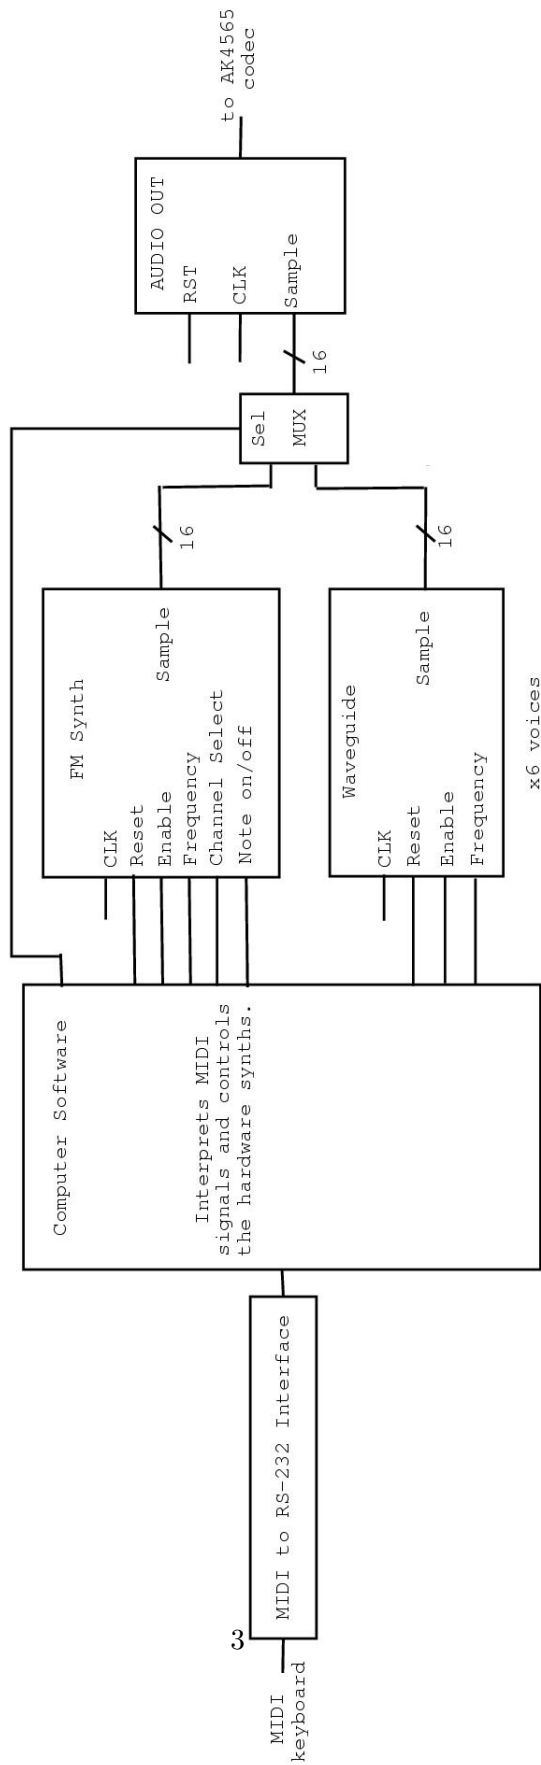 MIDI
keyboard
MIDI to RS-232 Interface
Computer Software
Interprets MIDI
signals and controls
the hardware synths.
FM Synth
CLK
Reset
Enable
Frequency
Channel Select
Note on/off
Sample
16
Waveguide
CLK
Reset
Enable
Frequency
Sample
16
x6 voices
Sel
MUX
16
AUDIO OUT
RST
CLK
Sample
to AK4565
codec
3